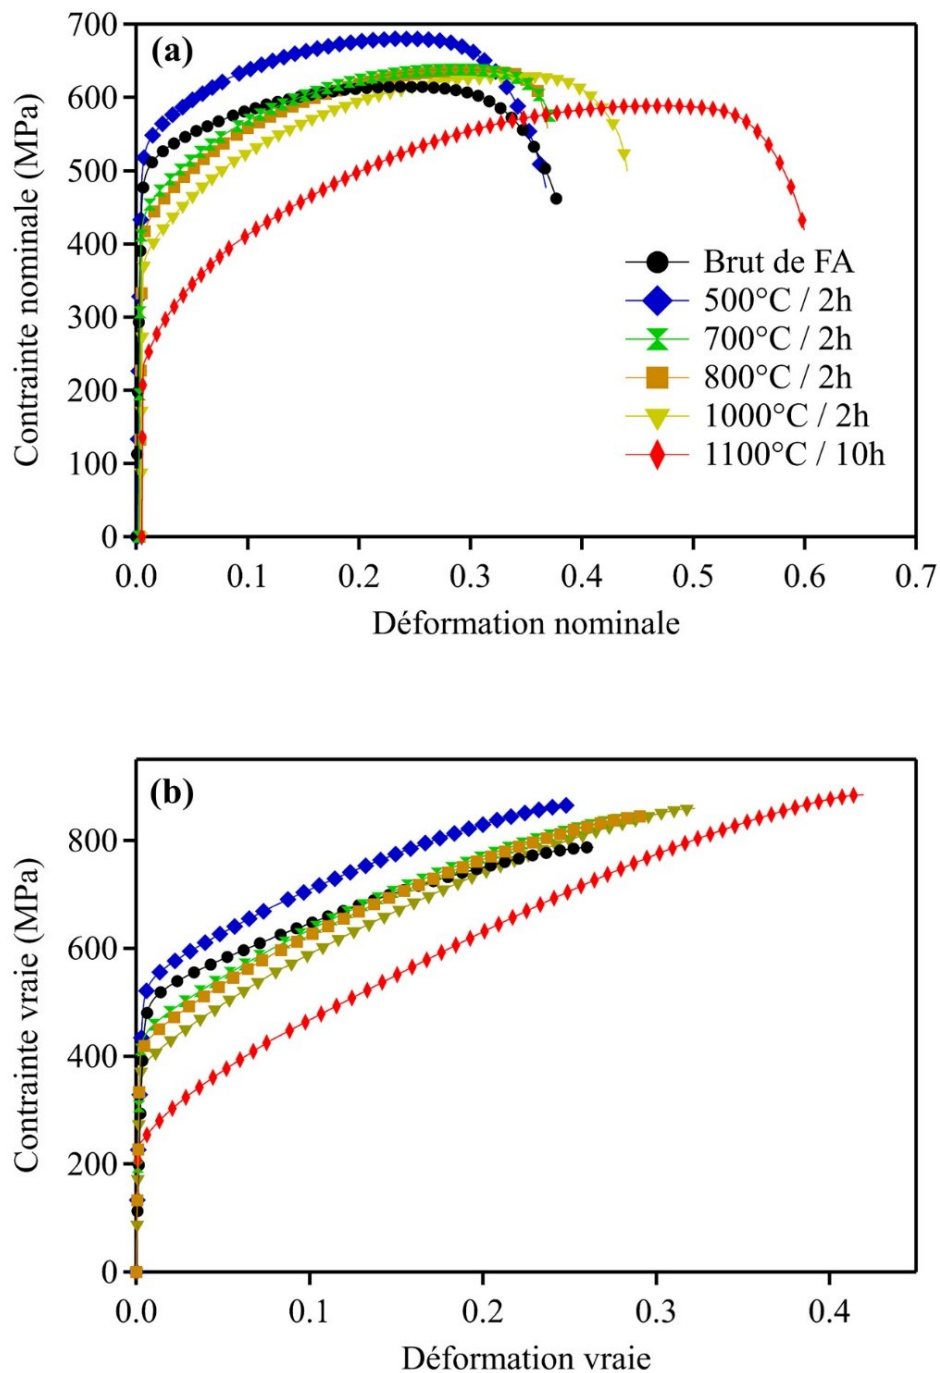 700
(a)
600
500
400
300
200
100
0
Contrainte nominale (MPa)
Brut de FA
500°C / 2h
700°C / 2h
800°C / 2h
1000°C / 2h
1100°C / 10h
0.0 0.1 0.2 0.3 0.4 0.5 0.6 0.7
Déformation nominale
(b)
800
600
400
200
0
Contrainte vraie (MPa)
0.0 0.1 0.2 0.3 0.4
Déformation vraie